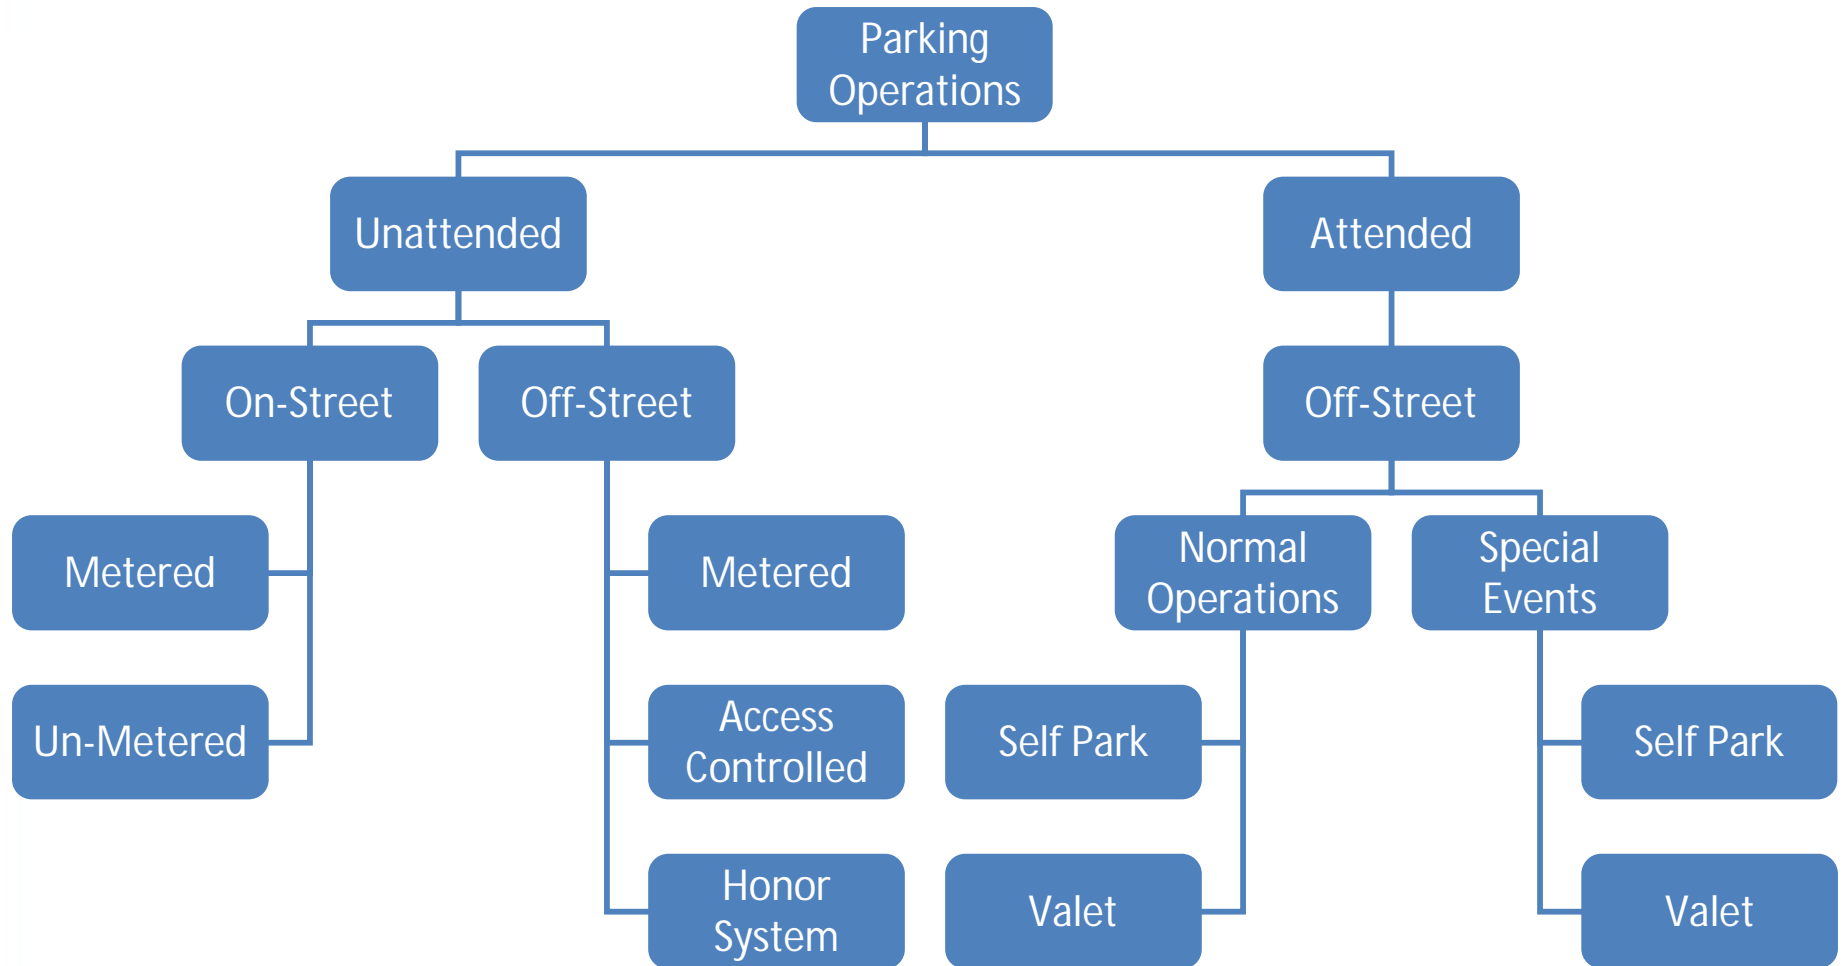 Parking
Operations
Unattended
Attended
On-Street
Off-Street
Off-Street
Metered
Metered
Normal
Operations
Special
Events
Un-Metered
Access
Controlled
Self Park
Self Park
Honor
System
Valet
Valet